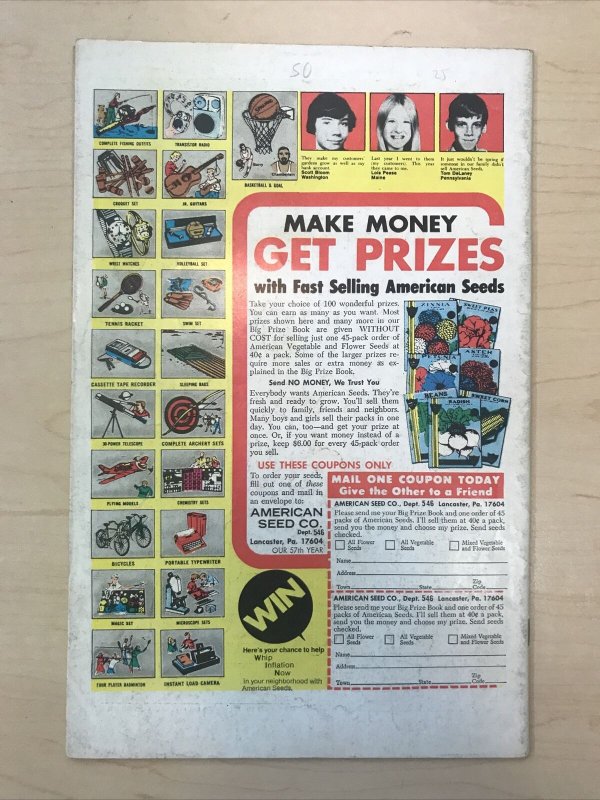 50
25
COMPLETE FISHING OUTFITS
TRANSISTOR RADIO
CROQUET SET
JR. GUITARS
WRIST WATCHES
VOLLEYBALL SET
TENNIS RACKET
SWIM SET
CASSETTE TAPE RECORDER
SLEEPING BAGS
30-POWER TELESCOPE
COMPLETE ARCHERY SETS
FLYING MODELS
CHEMISTRY SETS
BICYCLES
PORTABLE TYPEWRITER
MAGIC SET
MICROSCOPE SETS
FOUR PLAYER BADMINTON
INSTANT LOAD CAMERA
Barry
Chamberlain
BASKETBALL & GOAL
They make my customers'
gardens grow as well as my
bank account.
Scott Bloom
Washington
Last year I went to them
my customers. This year
they came to me.
Lois Pease
Maine
It just wouldn't be spring if
someone in our family didn't
sell American Seeds.
Tom DeLaney
Pennsylvania
MAKE MONEY
GET PRIZES
with Fast Selling American Seeds
Take your choice of 100 wonderful prizes.
You can earn as many as you want. Most
prizes shown here and many more in our
Big Prize Book are given WITHOUT
COST for selling just one 45-pack order of
American Vegetable and Flower Seeds at
40¢ a pack. Some of the larger prizes re-
quire more sales or extra money as ex-
plained in the Big Prize Book.
Send NO MONEY, We Trust You
Everybody wants American Seeds. They're
fresh and ready to grow. You'll sell them
quickly to family, friends and neighbors.
Many boys and girls sell their packs in one
day. You can, too—and get your prize at
once. Or, if you want money instead of a
prize, keep $6.00 for every 45-pack order
you sell.
ZINNIA
SWEET PEAS
ASTER
BEANS
RADISH
SWEET CORN
USE THESE COUPONS ONLY
To order your seeds,
fill out one of these
coupons and mail in
an envelope to:
AMERICAN
SEED CO.
Dept. 546
Lancaster, Pa. 17604
OUR 57th YEAR
WIN
Here's your chance to help
Whip
Inflation
Now
in your neighborhood with
American Seeds.
MAIL ONE COUPON TODAY
Give the Other to a Friend
AMERICAN SEED CO., Dept. 546 Lancaster, Pa. 17604
Please send me your Big Prize Book and one order of 45
packs of American Seeds. I'll sell them at 40¢ a pack,
send you the money and choose my prize. Send seeds
checked.
All Flower Seeds
All Vegetable Seeds
Mixed Vegetable and Flower Seeds
Name
Address
Town State Zip Code
AMERICAN SEED CO., Dept. 546 Lancaster, Pa. 17604
Please send me your Big Prize Book and one order of 45
packs of American Seeds. I'll sell them at 40¢ a pack,
send you the money and choose my prize. Send seeds
checked.
All Flower Seeds
All Vegetable Seeds
Mixed Vegetable and Flower Seeds
Name
Address
Town State Zip Code